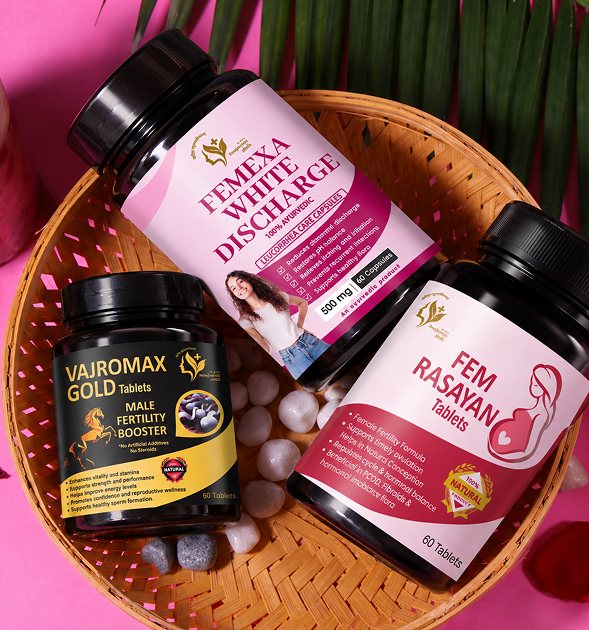 FEMEXA
WHITE
DISCHARGE
100% AYURVEDIC
LEUCORRHEA CARE CAPSULES
Reduces abnormal discharge
Restores pH balance
Relieves itching and irritation
Prevents recurrent infections
Supports healthy flora
500 mg
60 Capsules
An ayvedic product
VAJROMAX
GOLD Tablets
MALE
FERTILITY
BOOSTER
*No Artificial Additives
No Steroids
NATURAL
• Enhances vitality and stamina
• Supports strength and performance
• Helps improve energy levels
• Promotes confidence and reproductive wellness
• Supports healthy sperm formation.
60 Tablets
FEM
RASAYAN
Tablets
• Female Fertility Formula
• Supports timely ovulation
Helps in Natural Conception
• Regulates cycle & hormonal balance
• Beneficial in PCOD, Fibroids &
hormonal imbalance flora
100%
NATURAL
60 Tablets